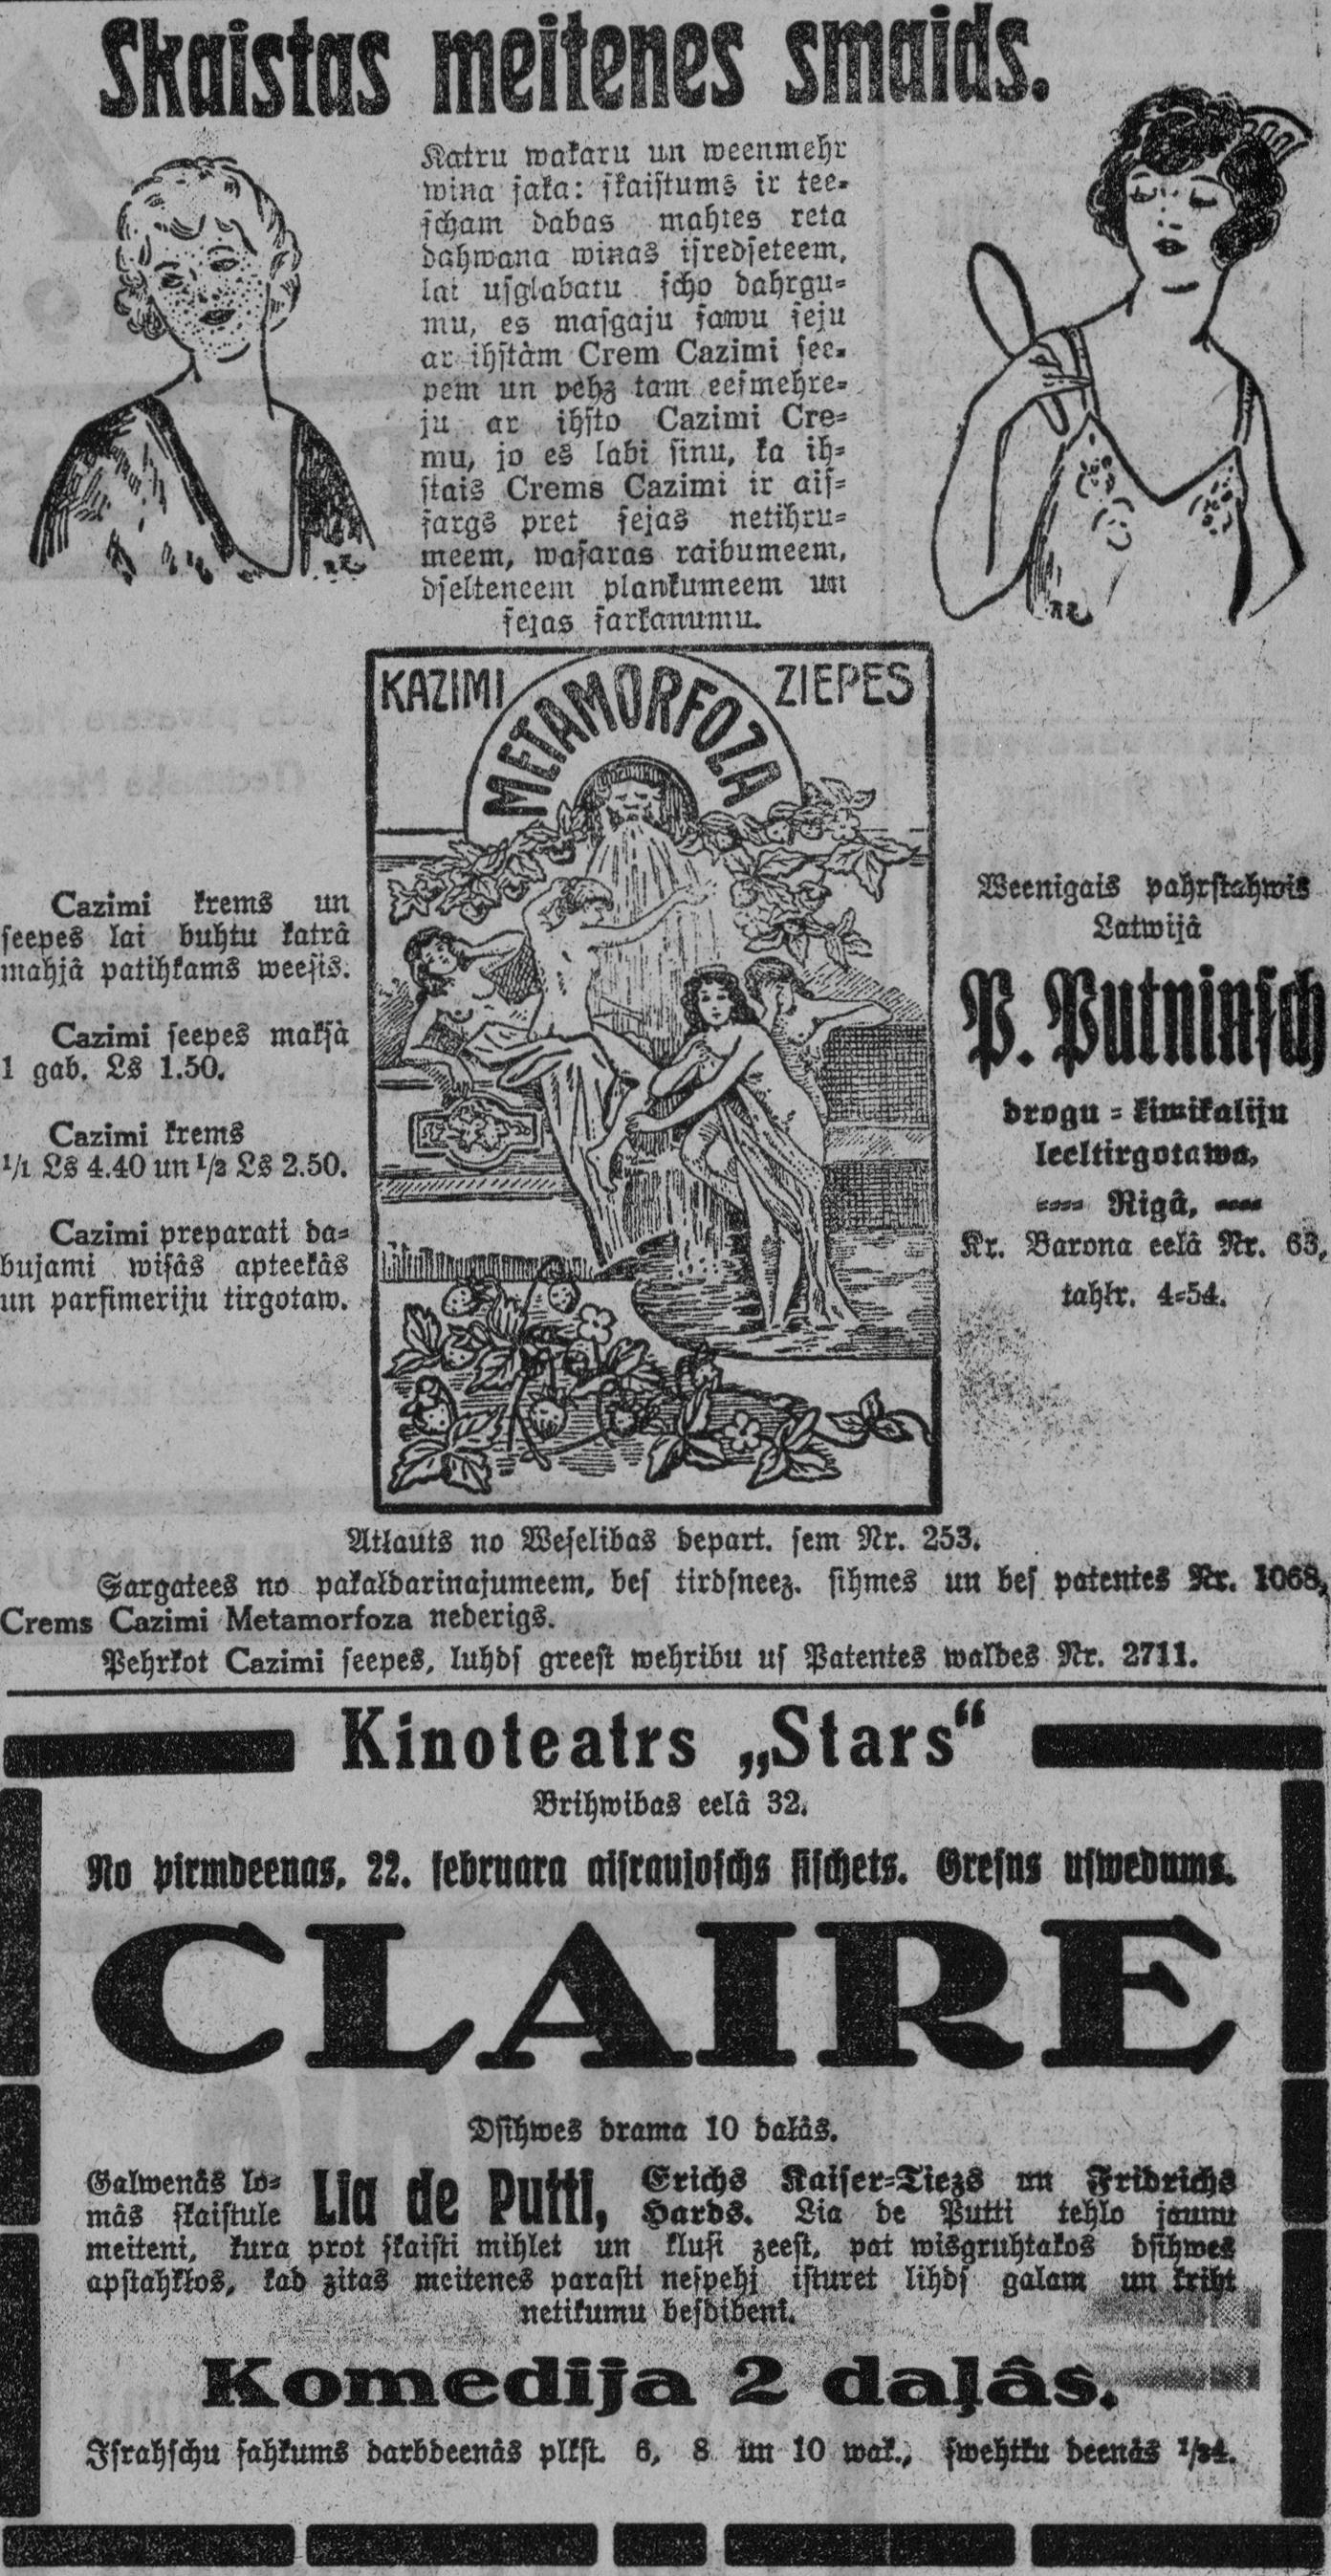 Skaistas meitenes smaids.
Katru wakaru un weenmehr
wina ſaka: ſkaiſtums ir tee-
ſcham dabas mahtes reta
dahwana winas iſredſeteem,
lai uſglabatu ſcho dahrgu-
mu, es maſgaju ſawu ſeju
ar ihſtâm Crem Cazimi ſee-
pem un pehz tam eeſmehre-
ju ar ihſto Cazimi Cre-
mu, jo es labi ſinu, ka ih-
ſtais Crems Cazimi ir aiſ-
ſargs pret ſejas netihru-
meem, waſaras raibumeem,
dſelteneem plankumeem un
ſejas ſarkanumu.
KAZIMI ZIEPES
METAMORFOZA
Cazimi krems un
ſeepes lai buhtu katrâ
mahjâ patihkams weeſis.
Cazimi ſeepes makſâ
1 gab. Ls 1.50.
Cazimi krems
1/1 Ls 4.40 un 1/2 Ls 2.50.
Cazimi preparati da-
bujami wiſâs apteekâs
un parfimeriju tirgotaw.
Weenigais pahrſtahwis
Latwijâ
P. Putninſch
drogu - kimikaliju
leeltirgotawa,
Rigâ,
Kr. Barona eelâ Nr. 63,
tahlr. 4-54.
Atłauts no Weſelibas depart. ſem Nr. 253.
Sargatees no pakaldarinajumeem, beſ tirdſneez. ſihmes un beſ patentes Nr. 1068,
Crems Cazimi Metamorfoza nederigs.
Pehrkot Cazimi ſeepes, luhdſ greeſt wehribu uſ Patentes waldes Nr. 2711.
Kinoteatrs „Stars“
Brihwibas eelâ 32.
No pirmdeenas, 22. februara aiſraujoſchs ſiſchets. Greſns uſwedums.
CLAIRE
Dſihwes drama 10 dałâs.
Galwenâs lo-
mâs ſkaiſtule Lia de Putti, Erichs Kaiſer-Tiezs un Fridrichs
Hards. Lia de Putti tehlo jaunu
meiteni, kura prot ſkaiſti mihlet un kluſi zeeſt, pat wisgruhtakos dſihwes
apſtahkłos, kad zitas meitenes paraſti neſpehj iſturet lihdſ galam un kriht
netikumu beſdibenî.
Komedija 2 daļâs.
Iſrahſchu ſahkums darbdeenâs plkſt. 6, 8 un 10 wak., ſwehtku deenâs 1/24.